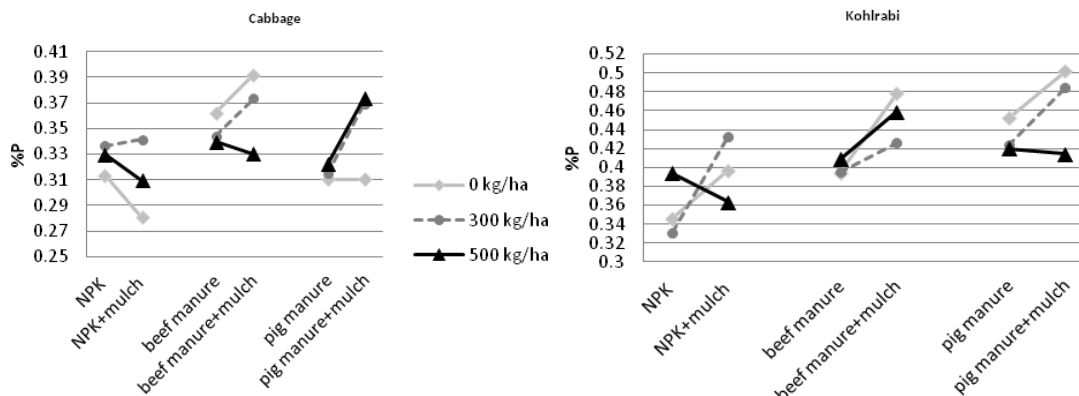 Cabbage
%P
0.41
0.39
0.37
0.35
0.33
0.31
0.29
0.27
0.25
NPK
NPK+mulch
beef manure
beef manure+mulch
pig manure
pig manure+mulch
0 kg/ha
300 kg/ha
500 kg/ha
Kohlrabi
%P
0.52
0.5
0.48
0.46
0.44
0.42
0.4
0.38
0.36
0.34
0.32
0.3
NPK
NPK+mulch
beef manure
beef manure+mulch
pig manure
pig manure+mulch